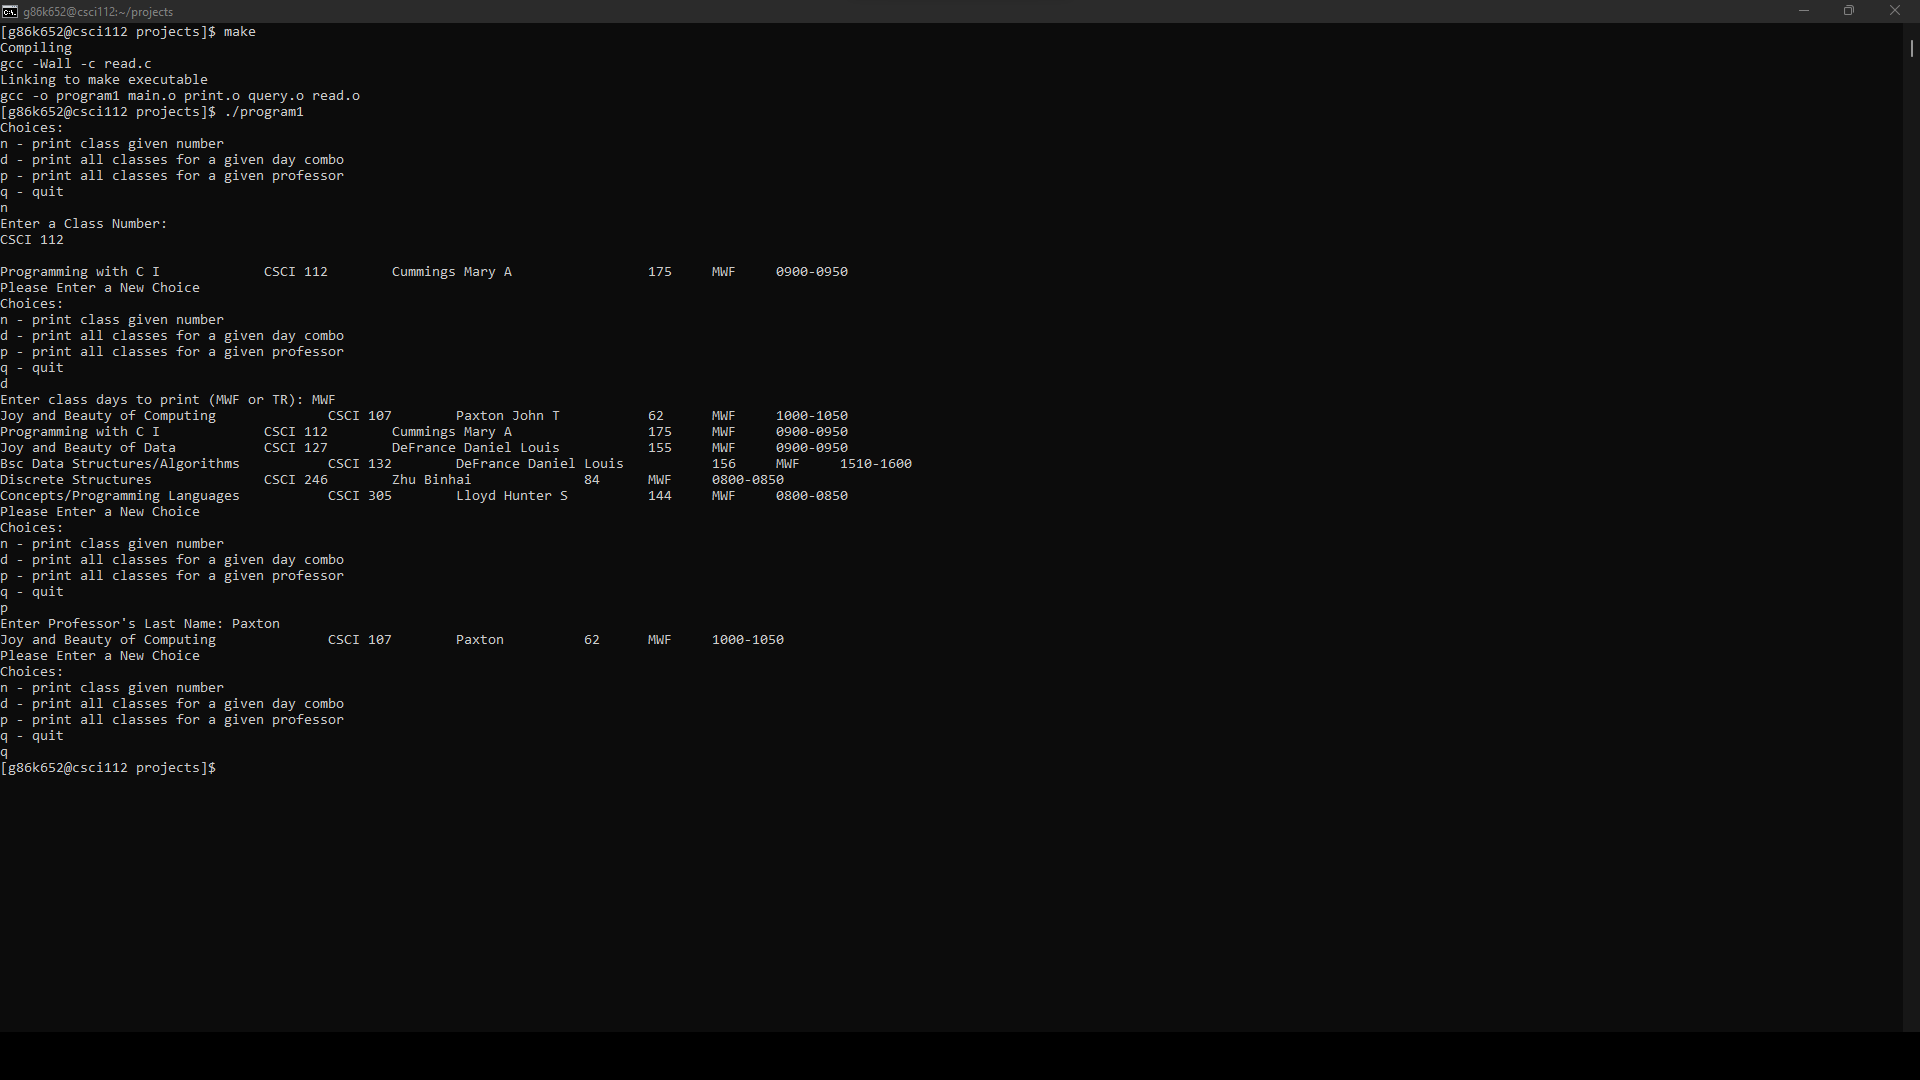 g86k652@csci112:~/projects
[g86k652@csci112 projects]$ make
Compiling
gcc -Wall -c read.c
Linking to make executable
gcc -o program1 main.o print.o query.o read.o
[g86k652@csci112 projects]$ ./program1
Choices:
n - print class given number
d - print all classes for a given day combo
p - print all classes for a given professor
q - quit
n
Enter a Class Number:
CSCI 112

Programming with C I             CSCI 112        Cummings Mary A                 175     MWF     0900-0950
Please Enter a New Choice
Choices:
n - print class given number
d - print all classes for a given day combo
p - print all classes for a given professor
q - quit
d
Enter class days to print (MWF or TR): MWF
Joy and Beauty of Computing              CSCI 107        Paxton John T           62      MWF     1000-1050
Programming with C I             CSCI 112        Cummings Mary A                 175     MWF     0900-0950
Joy and Beauty of Data           CSCI 127        DeFrance Daniel Louis           155     MWF     0900-0950
Bsc Data Structures/Algorithms           CSCI 132        DeFrance Daniel Louis           156     MWF     1510-1600
Discrete Structures              CSCI 246        Zhu Binhai              84      MWF     0800-0850
Concepts/Programming Languages           CSCI 305        Lloyd Hunter S          144     MWF     0800-0850
Please Enter a New Choice
Choices:
n - print class given number
d - print all classes for a given day combo
p - print all classes for a given professor
q - quit
p
Enter Professor's Last Name: Paxton
Joy and Beauty of Computing              CSCI 107        Paxton          62      MWF     1000-1050
Please Enter a New Choice
Choices:
n - print class given number
d - print all classes for a given day combo
p - print all classes for a given professor
q - quit
q
[g86k652@csci112 projects]$